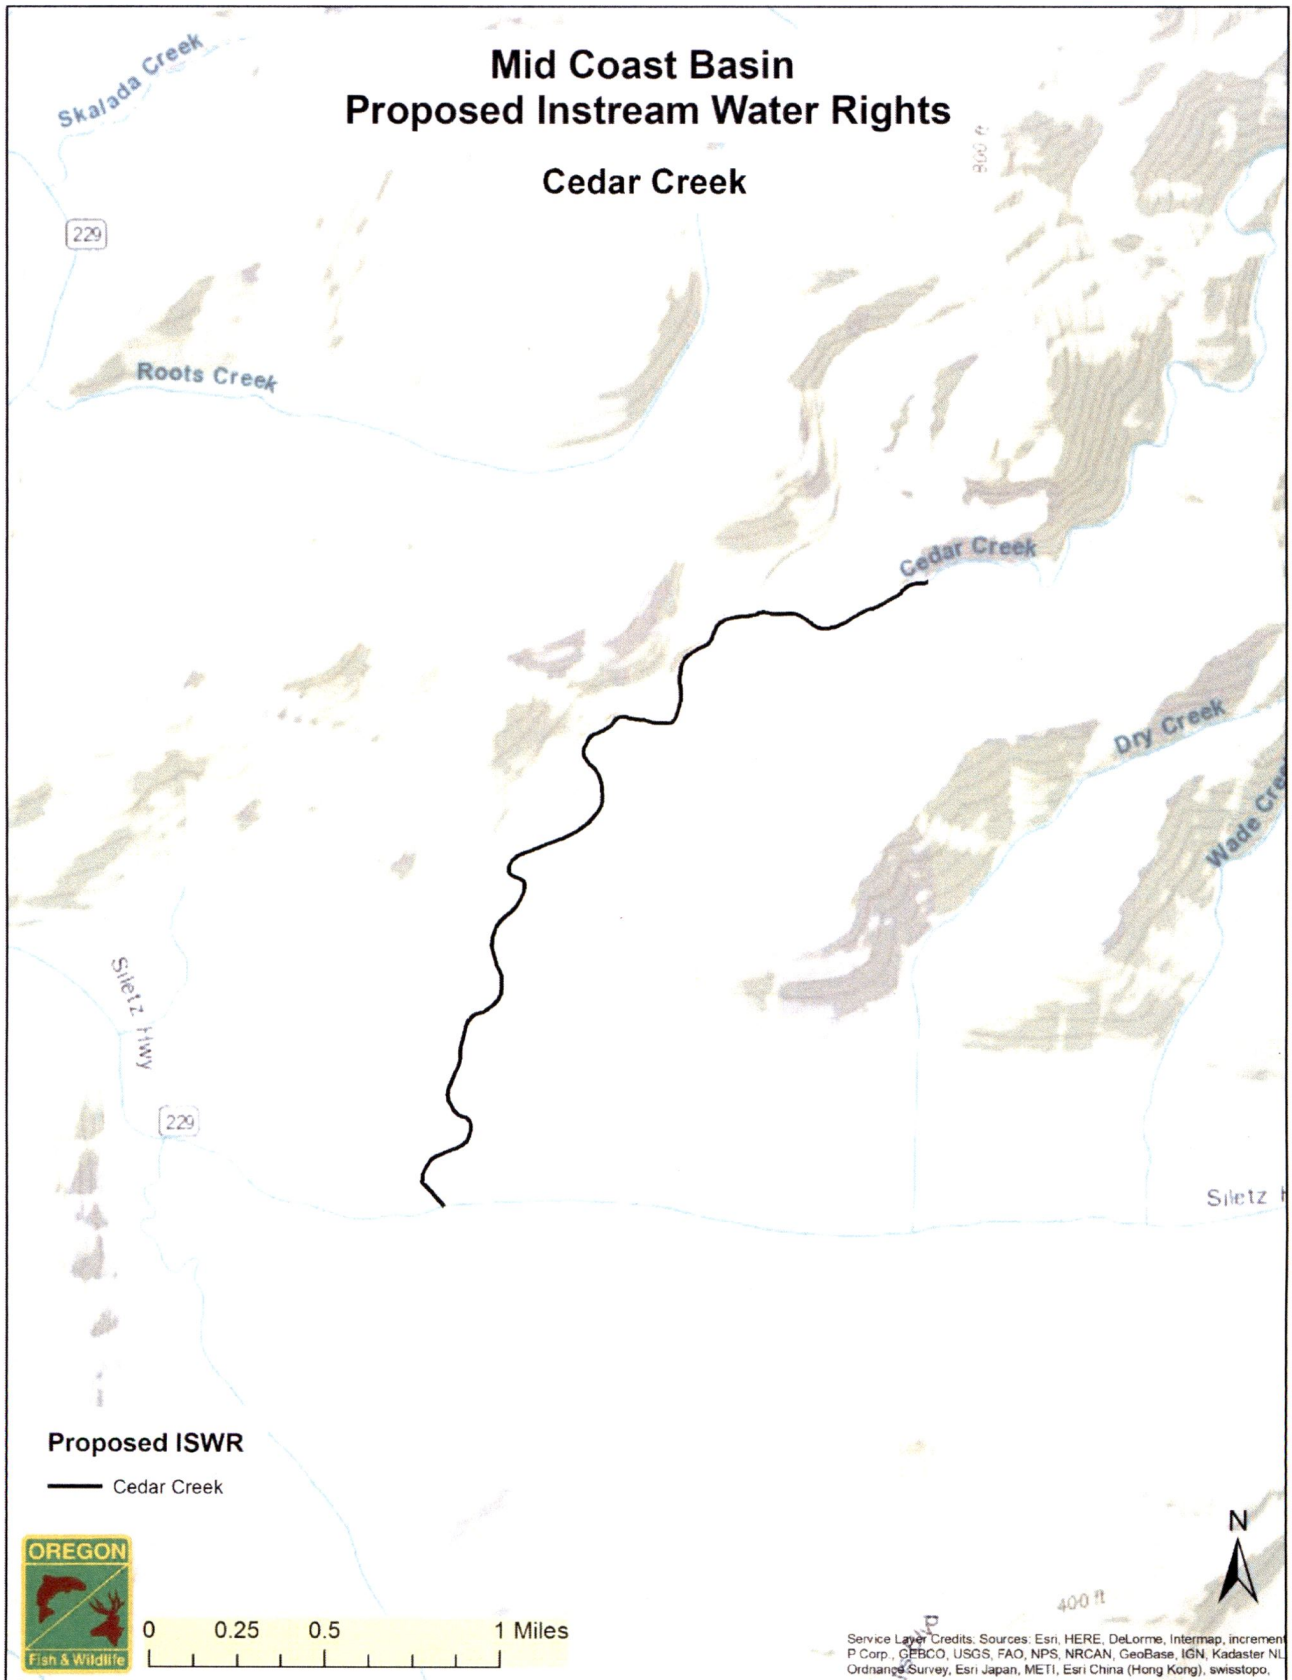 Mid Coast Basin
Proposed Instream Water Rights
Cedar Creek
Skalada Creek
800 ft
229
Roots Creek
Cedar Creek
Dry Creek
Wade Cree
Siletz Hwy
229
Siletz H
Proposed ISWR
Cedar Creek
OREGON
Fish & Wildlife
0 0.25 0.5 1 Miles
N
400 ft
Service Layer Credits: Sources: Esri, HERE, DeLorme, Intermap, increment
P Corp., GEBCO, USGS, FAO, NPS, NRCAN, GeoBase, IGN, Kadaster NL
Ordnance Survey, Esri Japan, METI, Esri China (Hong Kong), swisstopo,